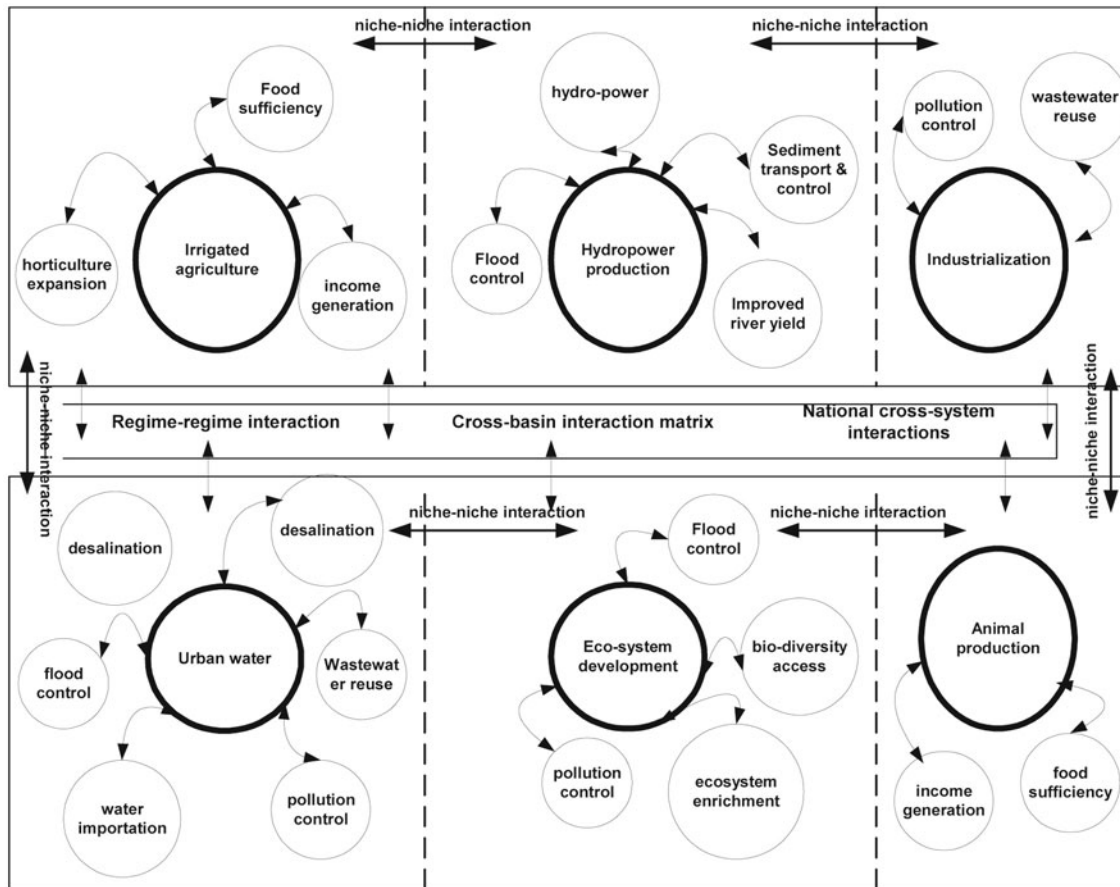 niche-niche interaction
niche-niche interaction
Food
sufficiency
hydro-power
pollution
control
wastewater
reuse
Sediment
transport &
control
horticulture
expansion
Irrigated
agriculture
income
generation
Flood
control
Hydropower
production
Improved
river yield
Industrialization
niche-niche interaction
Regime-regime interaction
Cross-basin interaction matrix
National cross-system
interactions
niche-niche interaction
desalination
desalination
niche-niche interaction
Flood
control
niche-niche interaction
flood
control
Urban water
Wastewat
er reuse
Eco-system
development
bio-diversity
access
Animal
production
water
importation
pollution
control
pollution
control
ecosystem
enrichment
income
generation
food
sufficiency